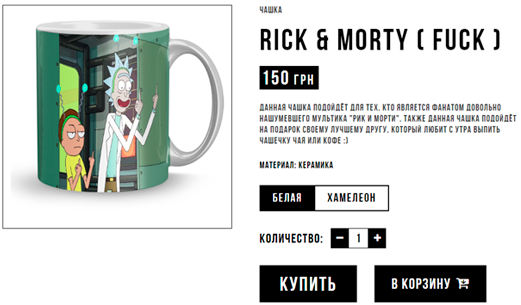 ЧАШКА
RICK & MORTY ( FUCK )
150 ГРН
ДАННАЯ ЧАШКА ПОДОЙДЁТ ДЛЯ ТЕХ, КТО ЯВЛЯЕТСЯ ФАНАТОМ ДОВОЛЬНО
НАШУМЕВШЕГО МУЛЬТИКА "РИК И МОРТИ". ТАКЖЕ ДАННАЯ ЧАШКА ПОДОЙДЁТ
НА ПОДАРОК СВОЕМУ ЛУЧШЕМУ ДРУГУ, КОТОРЫЙ ЛЮБИТ С УТРА ВЫПИТЬ
ЧАШЕЧКУ ЧАЯ ИЛИ КОФЕ :)
МАТЕРИАЛ: КЕРАМИКА
БЕЛАЯ ХАМЕЛЕОН
КОЛИЧЕСТВО: − 1 +
КУПИТЬ В КОРЗИНУ